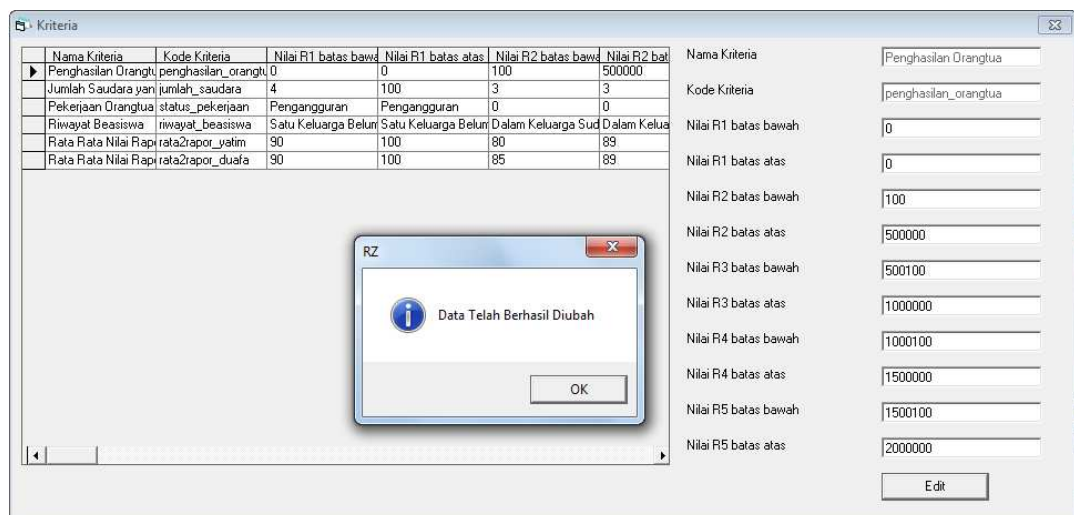 Kriteria
Nama Kriteria Kode Kriteria Nilai R1 batas bawa Nilai R1 batas atas Nilai R2 batas bawa Nilai R2 bat
Penghasilan Orangtu penghasilan_orangtu 0 0 100 500000
Jumlah Saudara yan jumlah_saudara 4 100 3 3
Pekerjaan Orangtua status_pekerjaan Pengangguran Pengangguran 0 0
Riwayat Beasiswa riwayat_beasiswa Satu Keluarga Belum Satu Keluarga Belum Dalam Keluarga Sud Dalam Kelua
Rata Rata Nilai Rapo rata2rapor_yatim 90 100 80 89
Rata Rata Nilai Rapo rata2rapor_duafa 90 100 85 89
RZ
Data Telah Berhasil Diubah
OK
Nama Kriteria Penghasilan Orangtua
Kode Kriteria penghasilan_orangtua
Nilai R1 batas bawah 0
Nilai R1 batas atas 0
Nilai R2 batas bawah 100
Nilai R2 batas atas 500000
Nilai R3 batas bawah 500100
Nilai R3 batas atas 1000000
Nilai R4 batas bawah 1000100
Nilai R4 batas atas 1500000
Nilai R5 batas bawah 1500100
Nilai R5 batas atas 2000000
Edit